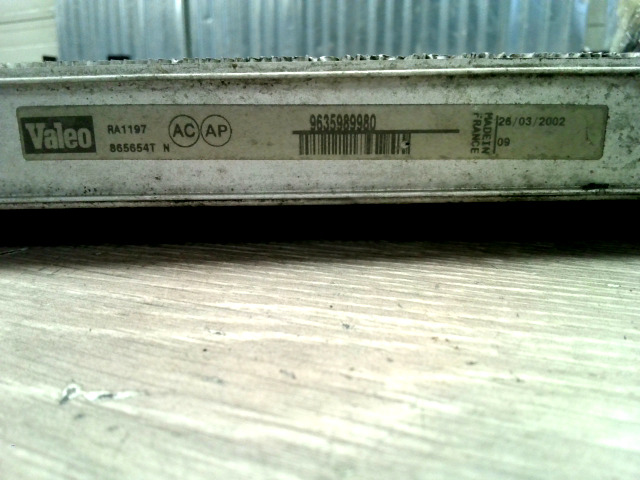 Valeo
RA1197
865654T N
AC AP
9635989980
MADE IN
FRANCE
26/03/2002
09